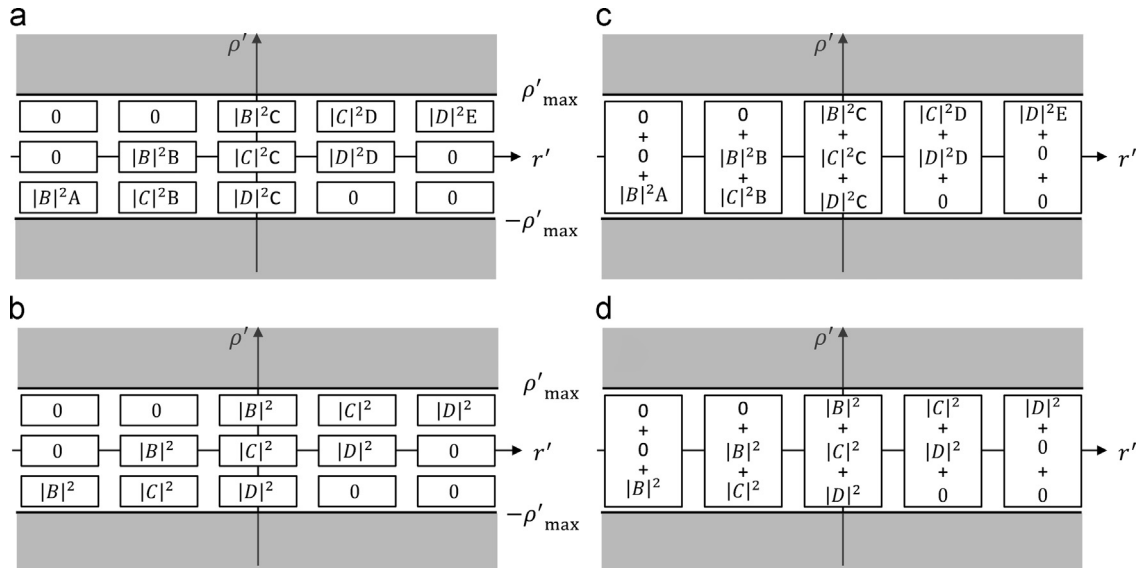 a
ρ′
ρ′max
0 0 |B|²C |C|²D |D|²E
0 |B|²B |C|²C |D|²D 0 r′
|B|²A |C|²B |D|²C 0 0
−ρ′max
c
ρ′
0 0 |B|²C |C|²D |D|²E
+ + + + +
0 |B|²B |C|²C |D|²D 0 r′
+ + + + +
|B|²A |C|²B |D|²C 0 0
b
ρ′
ρ′max
0 0 |B|² |C|² |D|²
0 |B|² |C|² |D|² 0 r′
|B|² |C|² |D|² 0 0
−ρ′max
d
ρ′
0 0 |B|² |C|² |D|²
+ + + + +
0 |B|² |C|² |D|² 0 r′
+ + + + +
|B|² |C|² |D|² 0 0